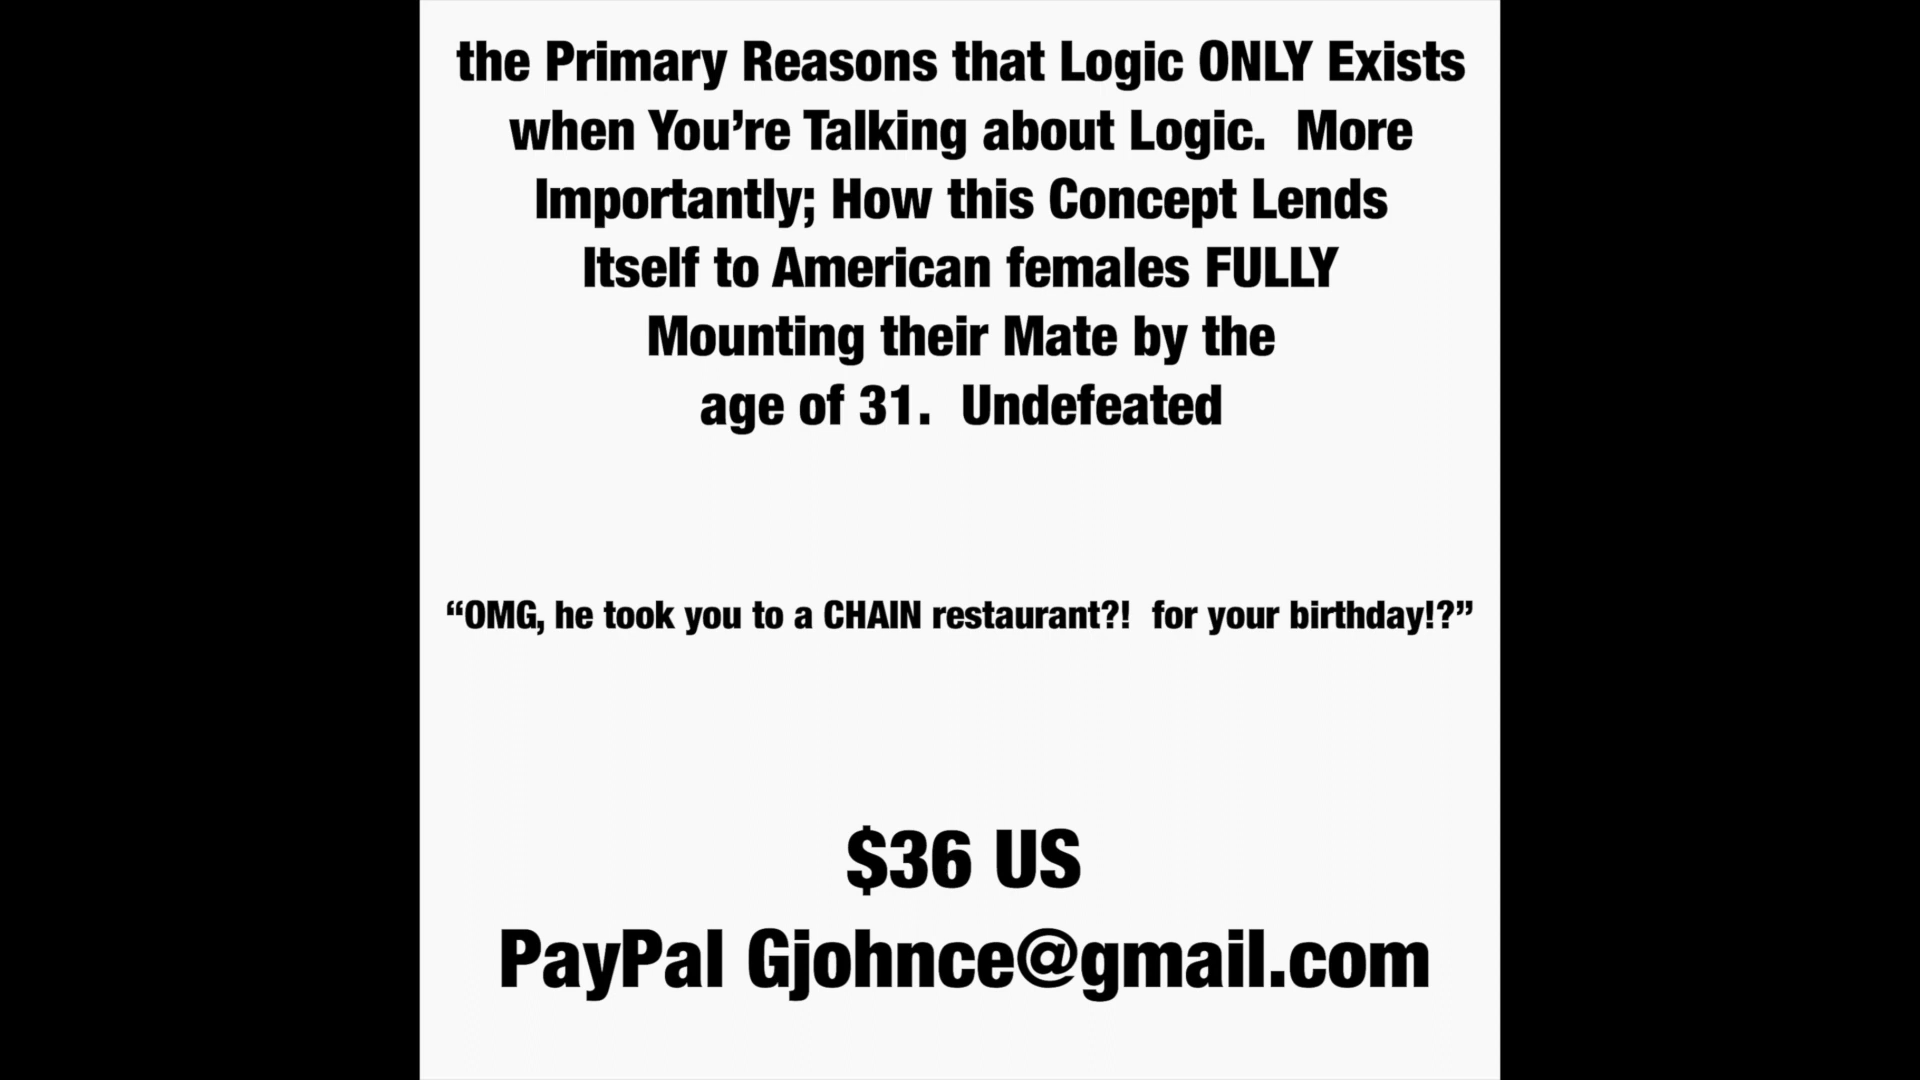 the Primary Reasons that Logic ONLY Exists
when You’re Talking about Logic.  More
Importantly; How this Concept Lends
Itself to American females FULLY
Mounting their Mate by the
age of 31.  Undefeated
“OMG, he took you to a CHAIN restaurant?!  for your birthday!?”
$36 US
PayPal Gjohnce@gmail.com